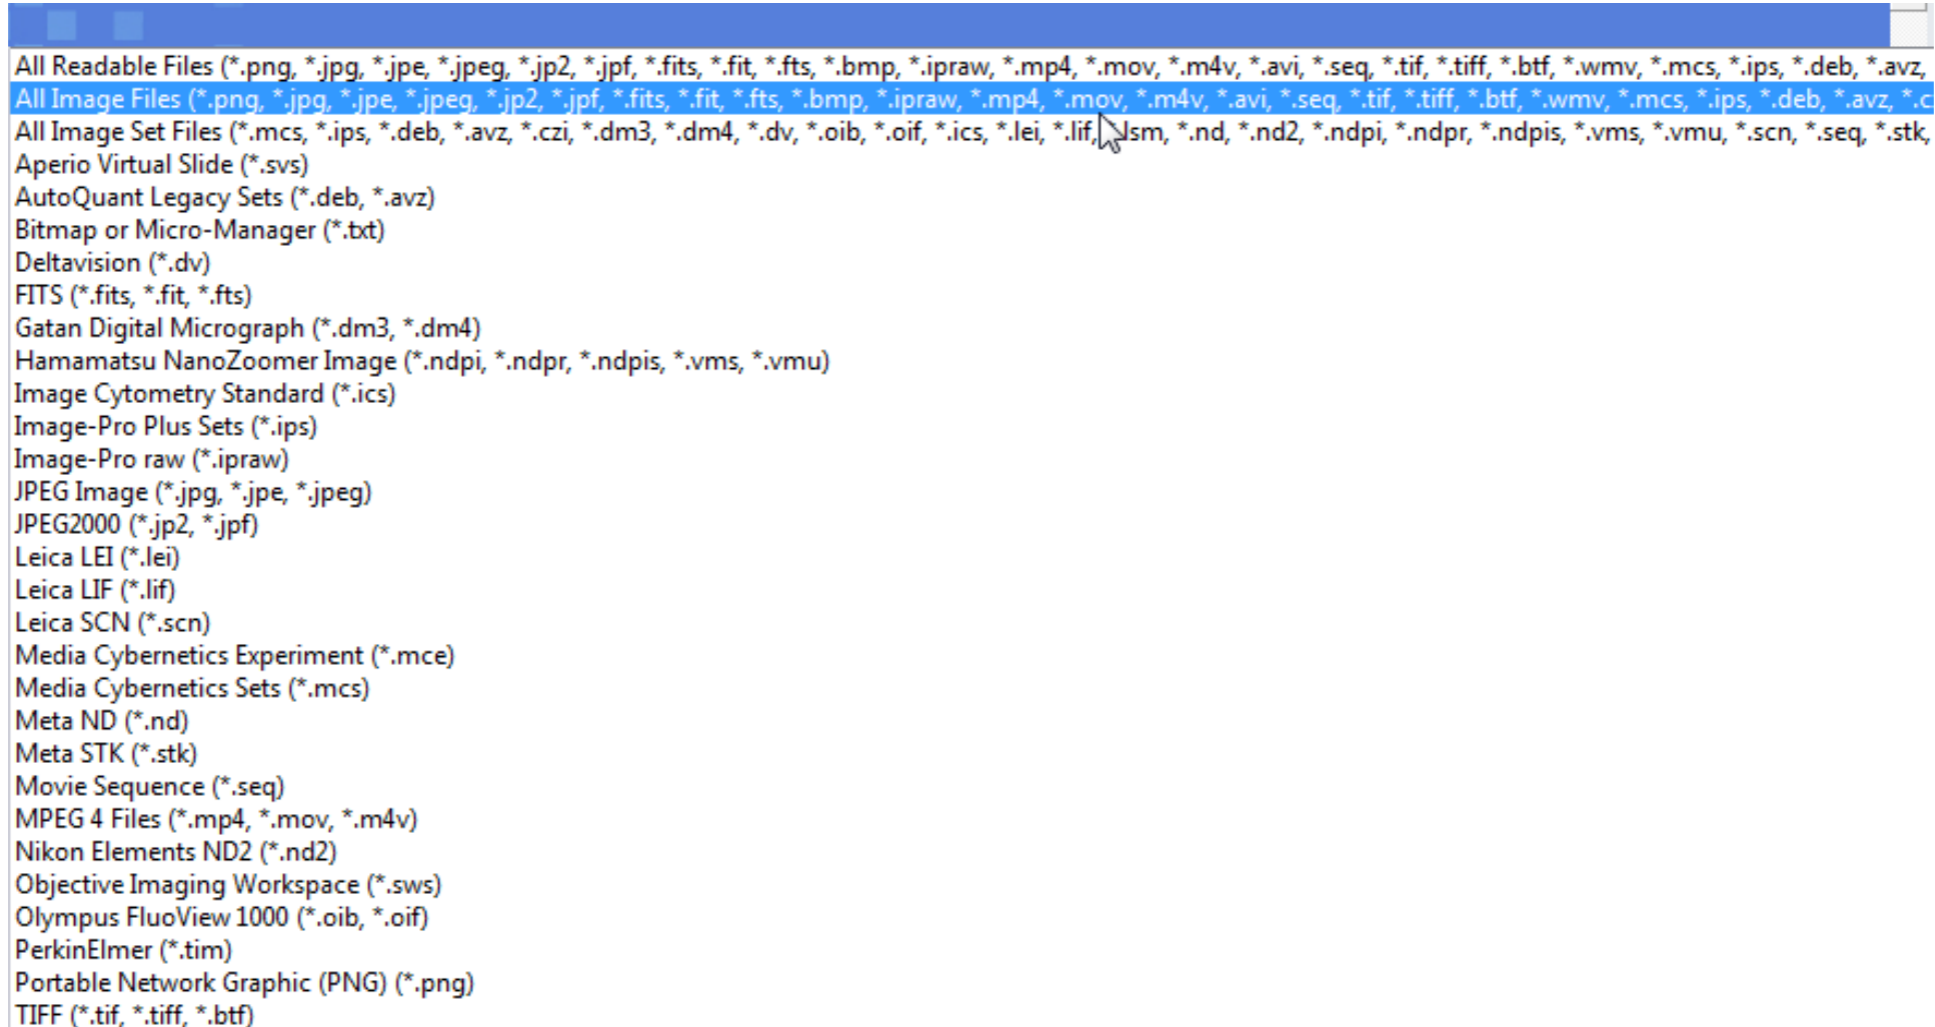 All Readable Files (*.png, *.jpg, *.jpe, *.jpeg, *.jp2, *.jpf, *.fits, *.fit, *.fts, *.bmp, *.ipraw, *.mp4, *.mov, *.m4v, *.avi, *.seq, *.tif, *.tiff, *.btf, *.wmv, *.mcs, *.ips, *.deb, *.avz,
All Image Files (*.png, *.jpg, *.jpe, *.jpeg, *.jp2, *.jpf, *.fits, *.fit, *.fts, *.bmp, *.ipraw, *.mp4, *.mov, *.m4v, *.avi, *.seq, *.tif, *.tiff, *.btf, *.wmv, *.mcs, *.ips, *.deb, *.avz,
All Image Set Files (*.mcs, *.ips, *.deb, *.avz, *.czi, *.dm3, *.dm4, *.dv, *.oib, *.oif, *.ics, *.lei, *.lif, lsm, *.nd, *.nd2, *.ndpi, *.ndpr, *.ndpis, *.vms, *.vmu, *.scn, *.seq, *.stk,
Aperio Virtual Slide (*.svs)
AutoQuant Legacy Sets (*.deb, *.avz)
Bitmap or Micro-Manager (*.txt)
Deltavision (*.dv)
FITS (*.fits, *.fit, *.fts)
Gatan Digital Micrograph (*.dm3, *.dm4)
Hamamatsu NanoZoomer Image (*.ndpi, *.ndpr, *.ndpis, *.vms, *.vmu)
Image Cytometry Standard (*.ics)
Image-Pro Plus Sets (*.ips)
Image-Pro raw (*.ipraw)
JPEG Image (*.jpg, *.jpe, *.jpeg)
JPEG2000 (*.jp2, *.jpf)
Leica LEI (*.lei)
Leica LIF (*.lif)
Leica SCN (*.scn)
Media Cybernetics Experiment (*.mce)
Media Cybernetics Sets (*.mcs)
Meta ND (*.nd)
Meta STK (*.stk)
Movie Sequence (*.seq)
MPEG 4 Files (*.mp4, *.mov, *.m4v)
Nikon Elements ND2 (*.nd2)
Objective Imaging Workspace (*.sws)
Olympus FluoView 1000 (*.oib, *.oif)
PerkinElmer (*.tim)
Portable Network Graphic (PNG) (*.png)
TIFF (*.tif, *.tiff, *.btf)